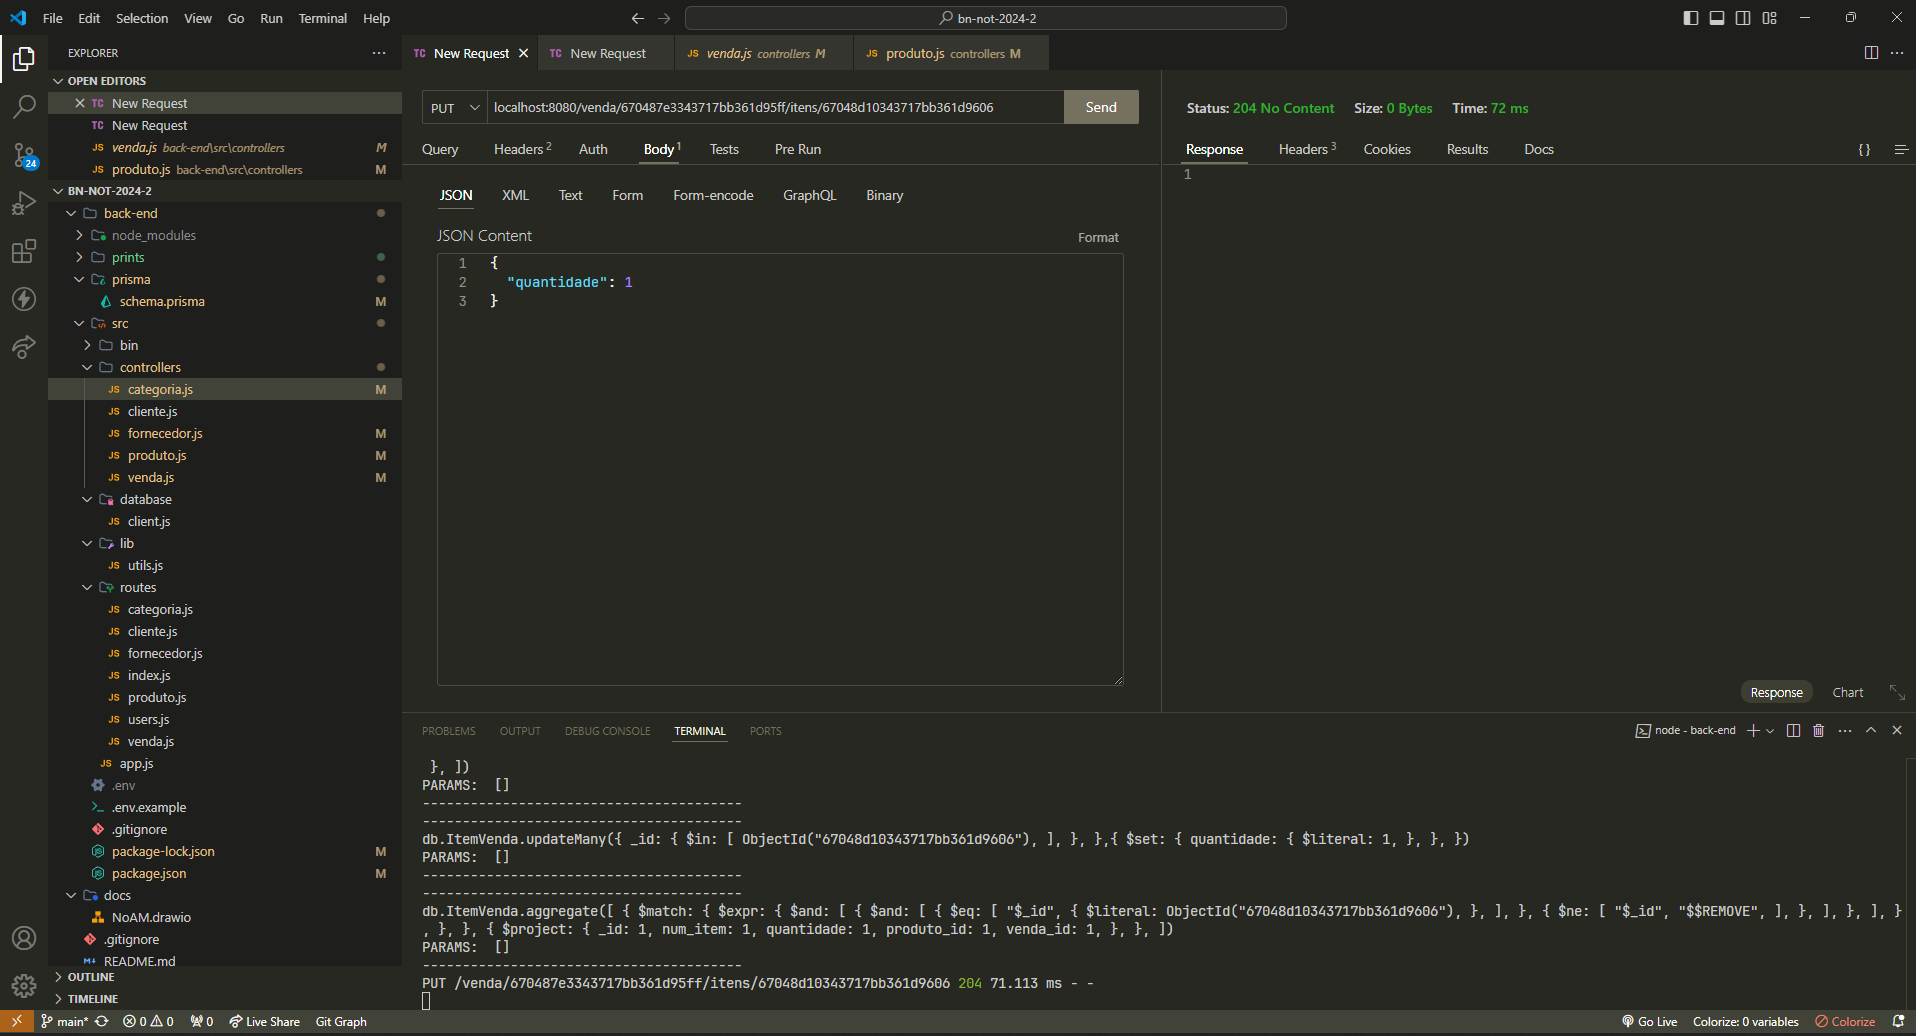 File Edit Selection View Go Run Terminal Help
bn-not-2024-2
EXPLORER
OPEN EDITORS
TC New Request
TC New Request
JS venda.js back-end\src\controllers M
JS produto.js back-end\src\controllers M
BN-NOT-2024-2
back-end
node_modules
prints
prisma
schema.prisma M
src
bin
controllers
JS categoria.js M
JS cliente.js
JS fornecedor.js M
JS produto.js M
JS venda.js M
database
JS client.js
lib
JS utils.js
routes
JS categoria.js
JS cliente.js
JS fornecedor.js
JS index.js
JS produto.js
JS users.js
JS venda.js
JS app.js
.env
.env.example
.gitignore
package-lock.json M
package.json M
docs
NoAM.drawio
.gitignore
README.md
OUTLINE
TIMELINE
24
TC New Request
TC New Request
JS venda.js controllers M
JS produto.js controllers M
PUT localhost:8080/venda/670487e3343717bb361d95ff/itens/67048d10343717bb361d9606 Send
Query Headers 2 Auth Body 1 Tests Pre Run
JSON XML Text Form Form-encode GraphQL Binary
JSON Content Format
1 {
2 "quantidade": 1
3 }
Status: 204 No Content Size: 0 Bytes Time: 72 ms
Response Headers 3 Cookies Results Docs {}
1
Response Chart
PROBLEMS OUTPUT DEBUG CONSOLE TERMINAL PORTS
node - back-end
}, ])
PARAMS: []
----------------------------------------
----------------------------------------
db.ItemVenda.updateMany({ _id: { $in: [ ObjectId("67048d10343717bb361d9606"), ], }, },{ $set: { quantidade: { $literal: 1, }, }, })
PARAMS: []
----------------------------------------
----------------------------------------
db.ItemVenda.aggregate([ { $match: { $expr: { $and: [ { $and: [ { $eq: [ "$_id", { $literal: ObjectId("67048d10343717bb361d9606"), }, ], }, { $ne: [ "$_id", "$$REMOVE", ], }, ], }, ], }
, }, }, { $project: { _id: 1, num_item: 1, quantidade: 1, produto_id: 1, venda_id: 1, }, }, ])
PARAMS: []
----------------------------------------
PUT /venda/670487e3343717bb361d95ff/itens/67048d10343717bb361d9606 204 71.113 ms - -
main* 0 0 0 Live Share Git Graph
Go Live Colorize: 0 variables Colorize